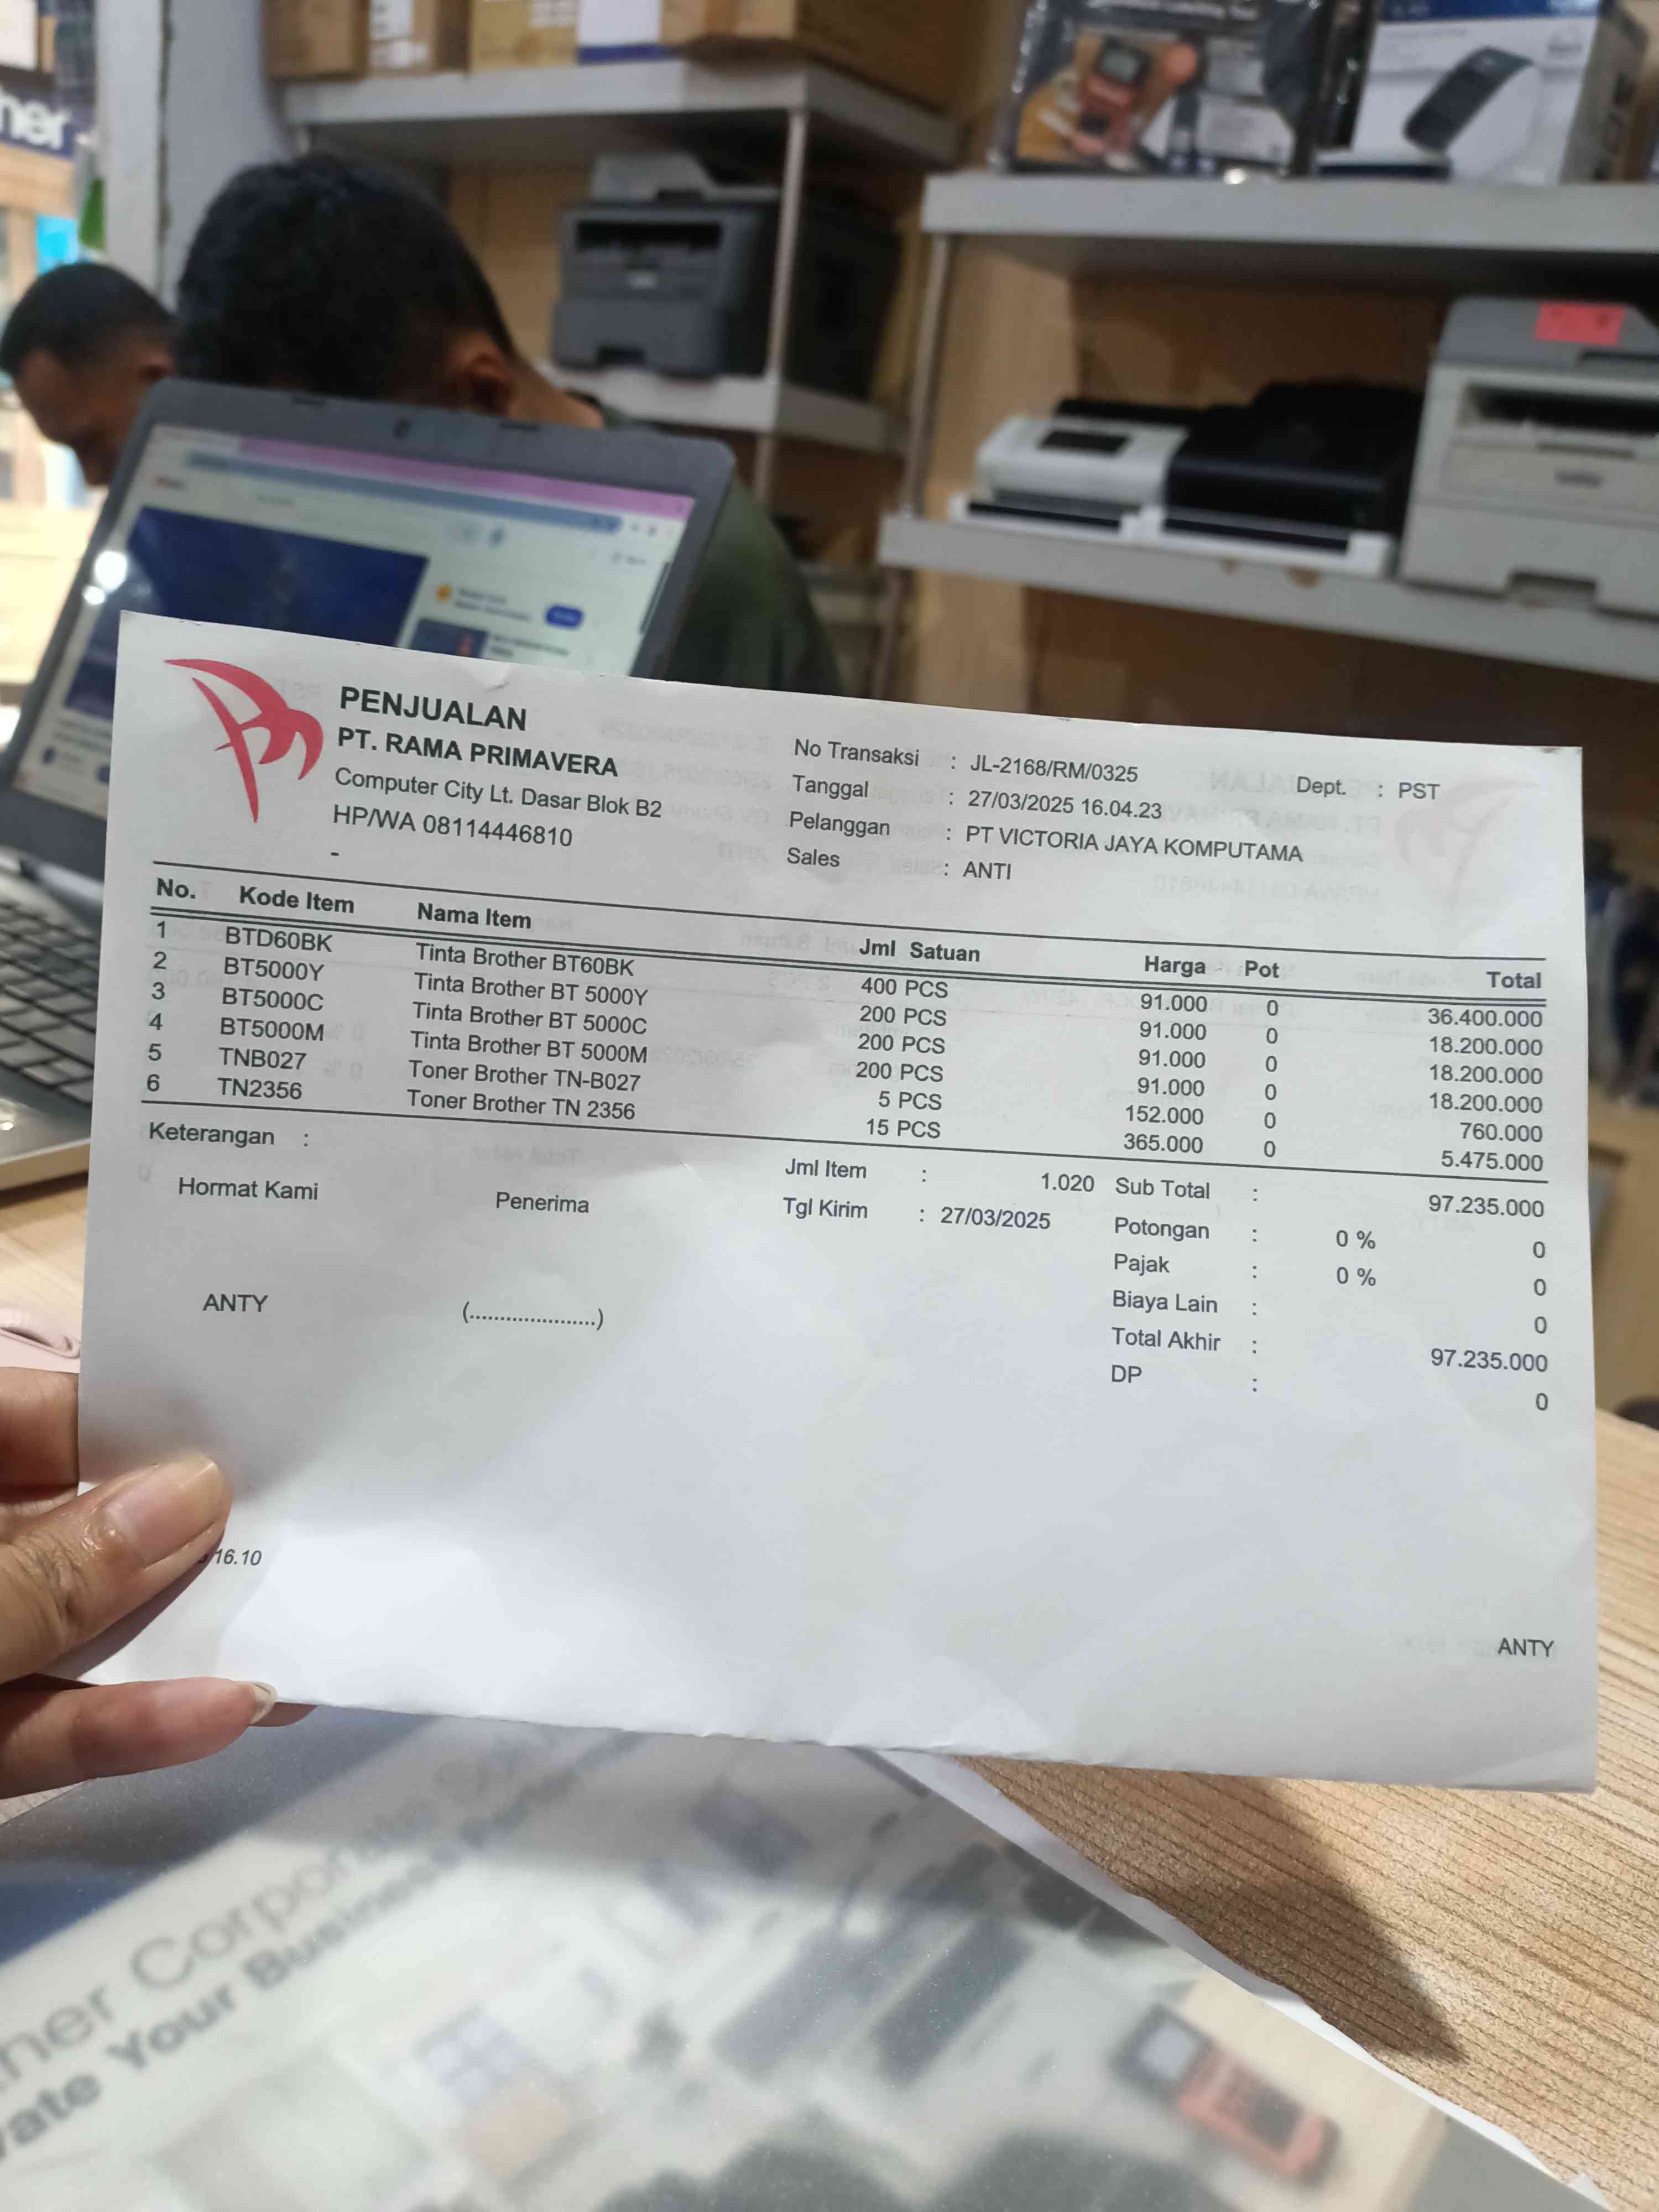 PENJUALAN
PT. RAMA PRIMAVERA
Computer City Lt. Dasar Blok B2
HP/WA 08114446810
-
No Transaksi : JL-2168/RM/0325
Tanggal : 27/03/2025 16.04.23
Pelanggan : PT VICTORIA JAYA KOMPUTAMA
Sales : ANTI
Dept. : PST
No. Kode Item Nama Item Jml Satuan Harga Pot Total
1 BTD60BK Tinta Brother BT60BK 400 PCS 91.000 0 36.400.000
2 BT5000Y Tinta Brother BT 5000Y 200 PCS 91.000 0 18.200.000
3 BT5000C Tinta Brother BT 5000C 200 PCS 91.000 0 18.200.000
4 BT5000M Tinta Brother BT 5000M 200 PCS 91.000 0 18.200.000
5 TNB027 Toner Brother TN-B027 5 PCS 152.000 0 760.000
6 TN2356 Toner Brother TN 2356 15 PCS 365.000 0 5.475.000
Keterangan :
Jml Item : 1.020
Tgl Kirim : 27/03/2025
Sub Total : 97.235.000
Potongan : 0 % 0
Pajak : 0 % 0
Biaya Lain : 0
Total Akhir : 97.235.000
DP : 0
Hormat Kami Penerima
ANTY (.....................)
16.10
ANTY
Your Business